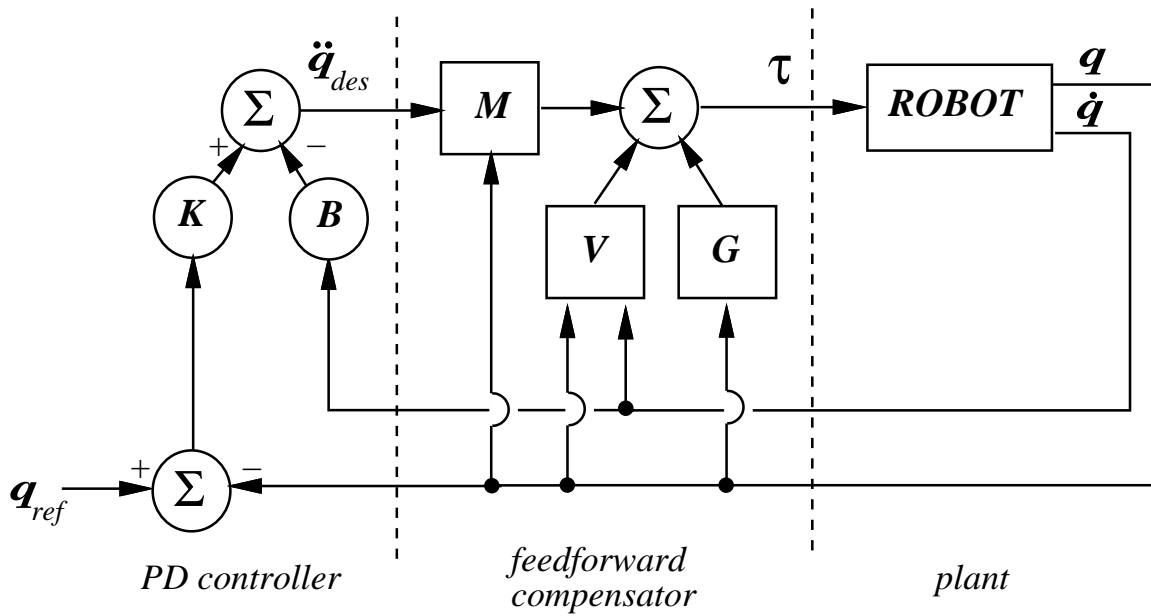 q̈des
τ
q
q̇
M
Σ
ROBOT
Σ
+ −
K
B
V
G
+ −
qref
Σ
PD controller
feedforward
compensator
plant